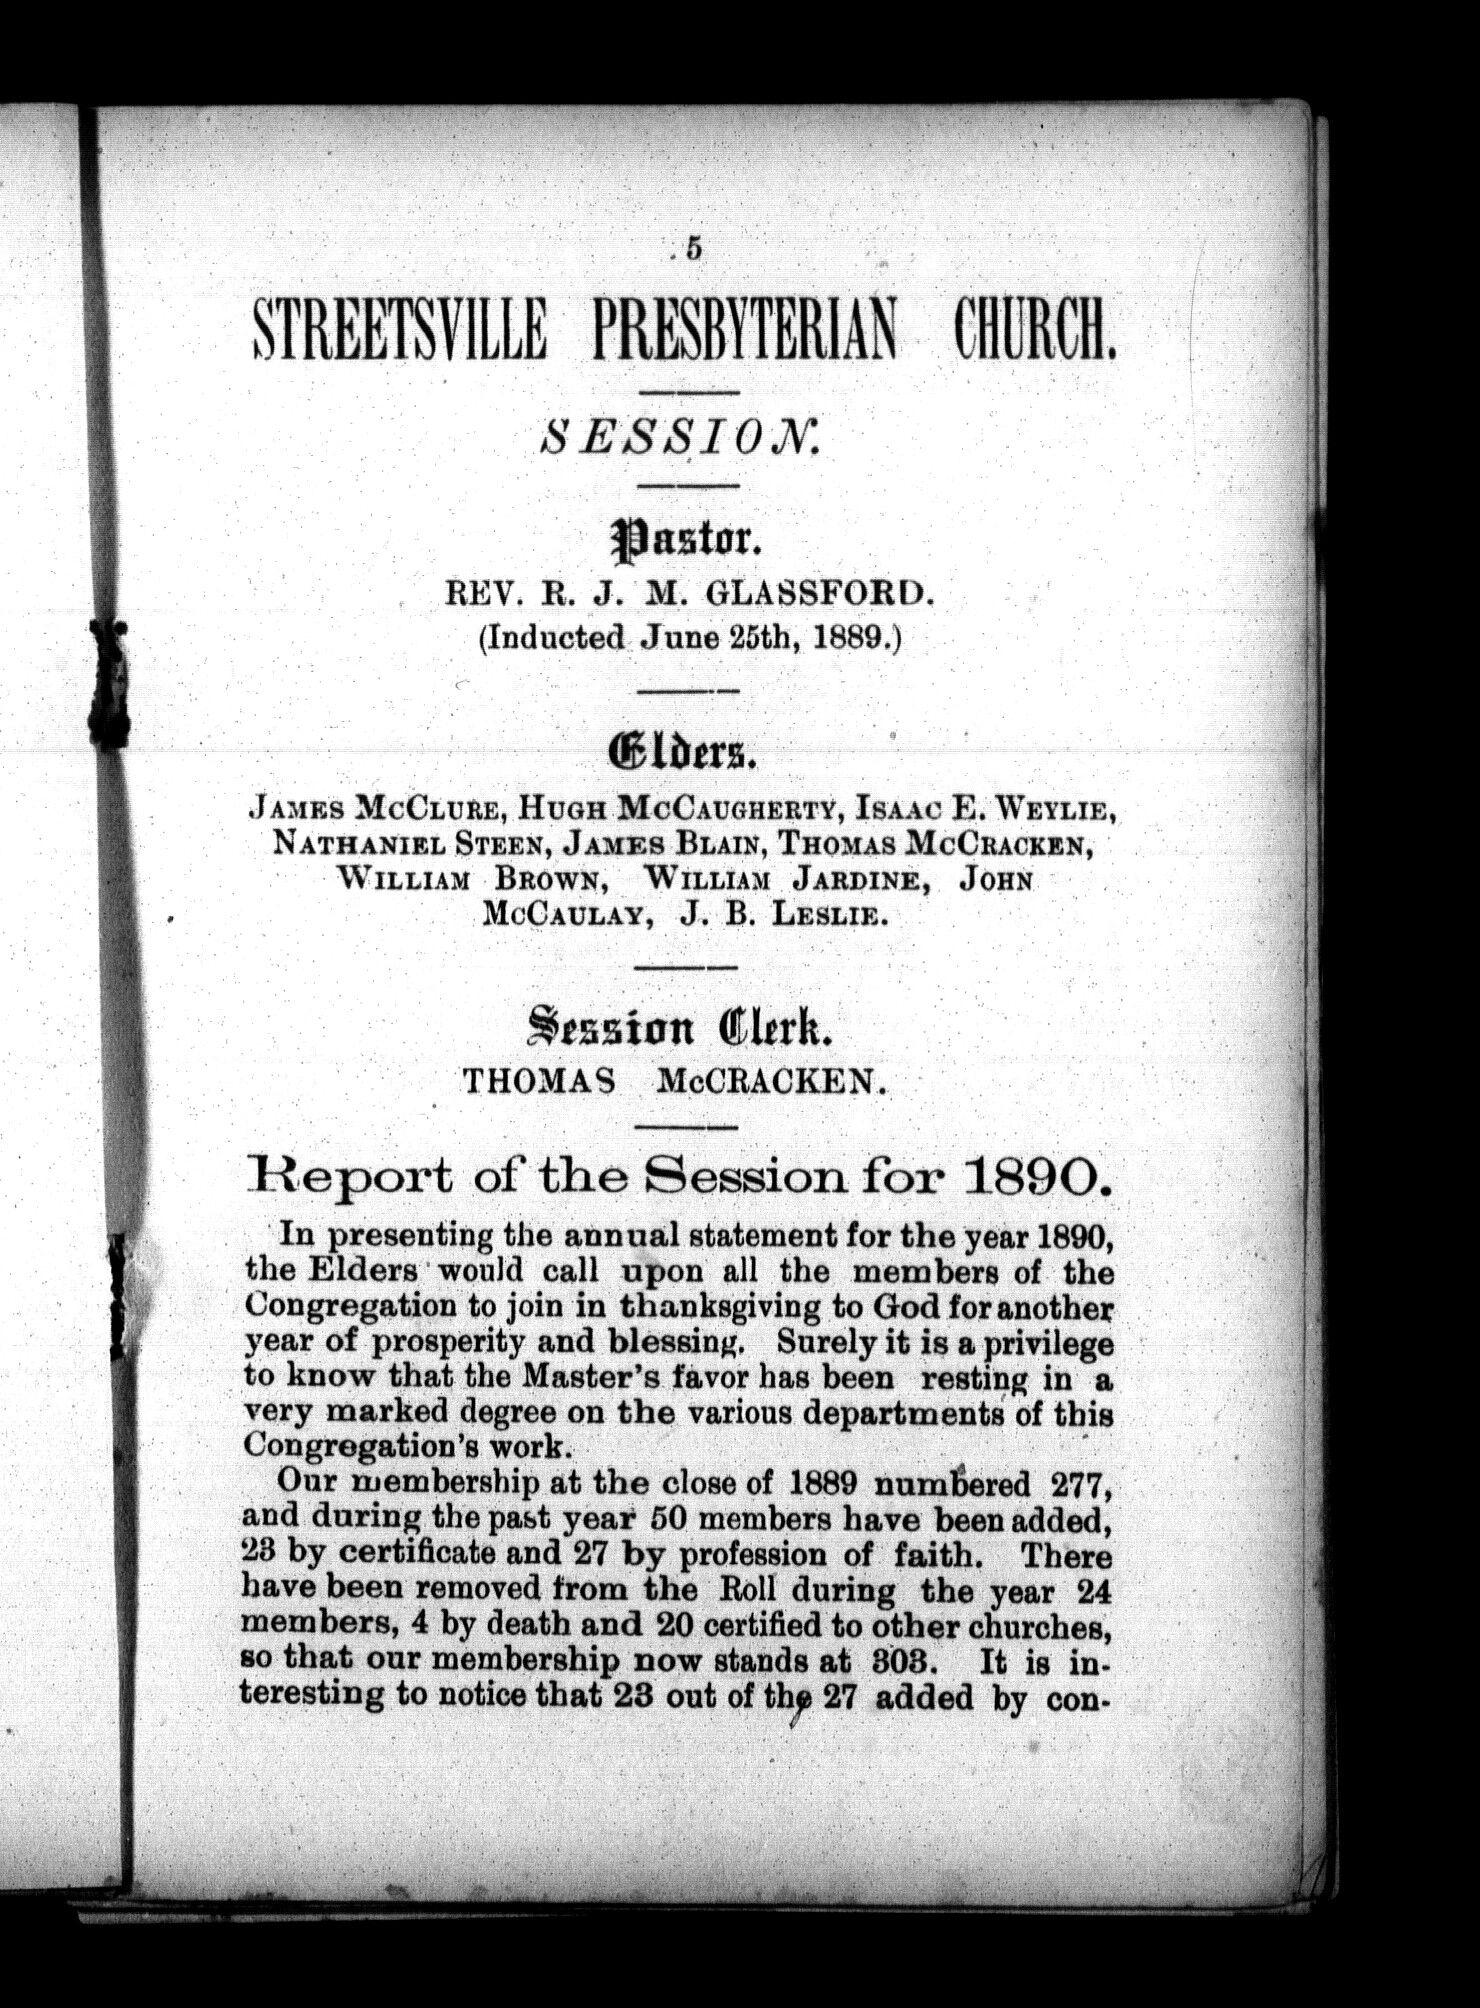 5
STREETSVILLE PRESBYTERIAN CHURCH.
SESSION.
Pastor.
REV. R. J. M. GLASSFORD.
(Inducted June 25th, 1889.)
Elders.
JAMES MCCLURE, HUGH MCCAUGHERTY, ISAAC E. WEYLIE,
NATHANIEL STEEN, JAMES BLAIN, THOMAS MCCRACKEN,
WILLIAM BROWN, WILLIAM JARDINE, JOHN
MCCAULAY, J. B. LESLIE.
Session Clerk.
THOMAS McCRACKEN.
Report of the Session for 1890.
In presenting the annual statement for the year 1890,
the Elders would call upon all the members of the
Congregation to join in thanksgiving to God for another
year of prosperity and blessing. Surely it is a privilege
to know that the Master's favor has been resting in a
very marked degree on the various departments of this
Congregation's work.
Our membership at the close of 1889 numbered 277,
and during the past year 50 members have been added,
23 by certificate and 27 by profession of faith. There
have been removed from the Roll during the year 24
members, 4 by death and 20 certified to other churches,
so that our membership now stands at 303. It is in-
teresting to notice that 23 out of the 27 added by con-